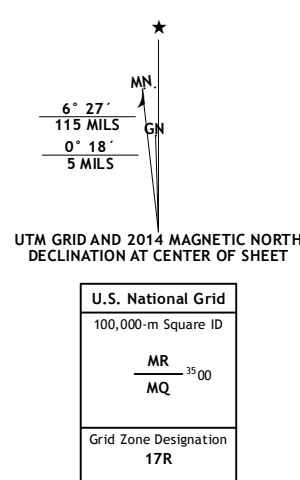 ★
MN.
6° 27´
115 MILS
GN
0° 18´
5 MILS
UTM GRID AND 2014 MAGNETIC NORTH
DECLINATION AT CENTER OF SHEET
U.S. National Grid
100,000-m Square ID
MR
3500
MQ
Grid Zone Designation
17R